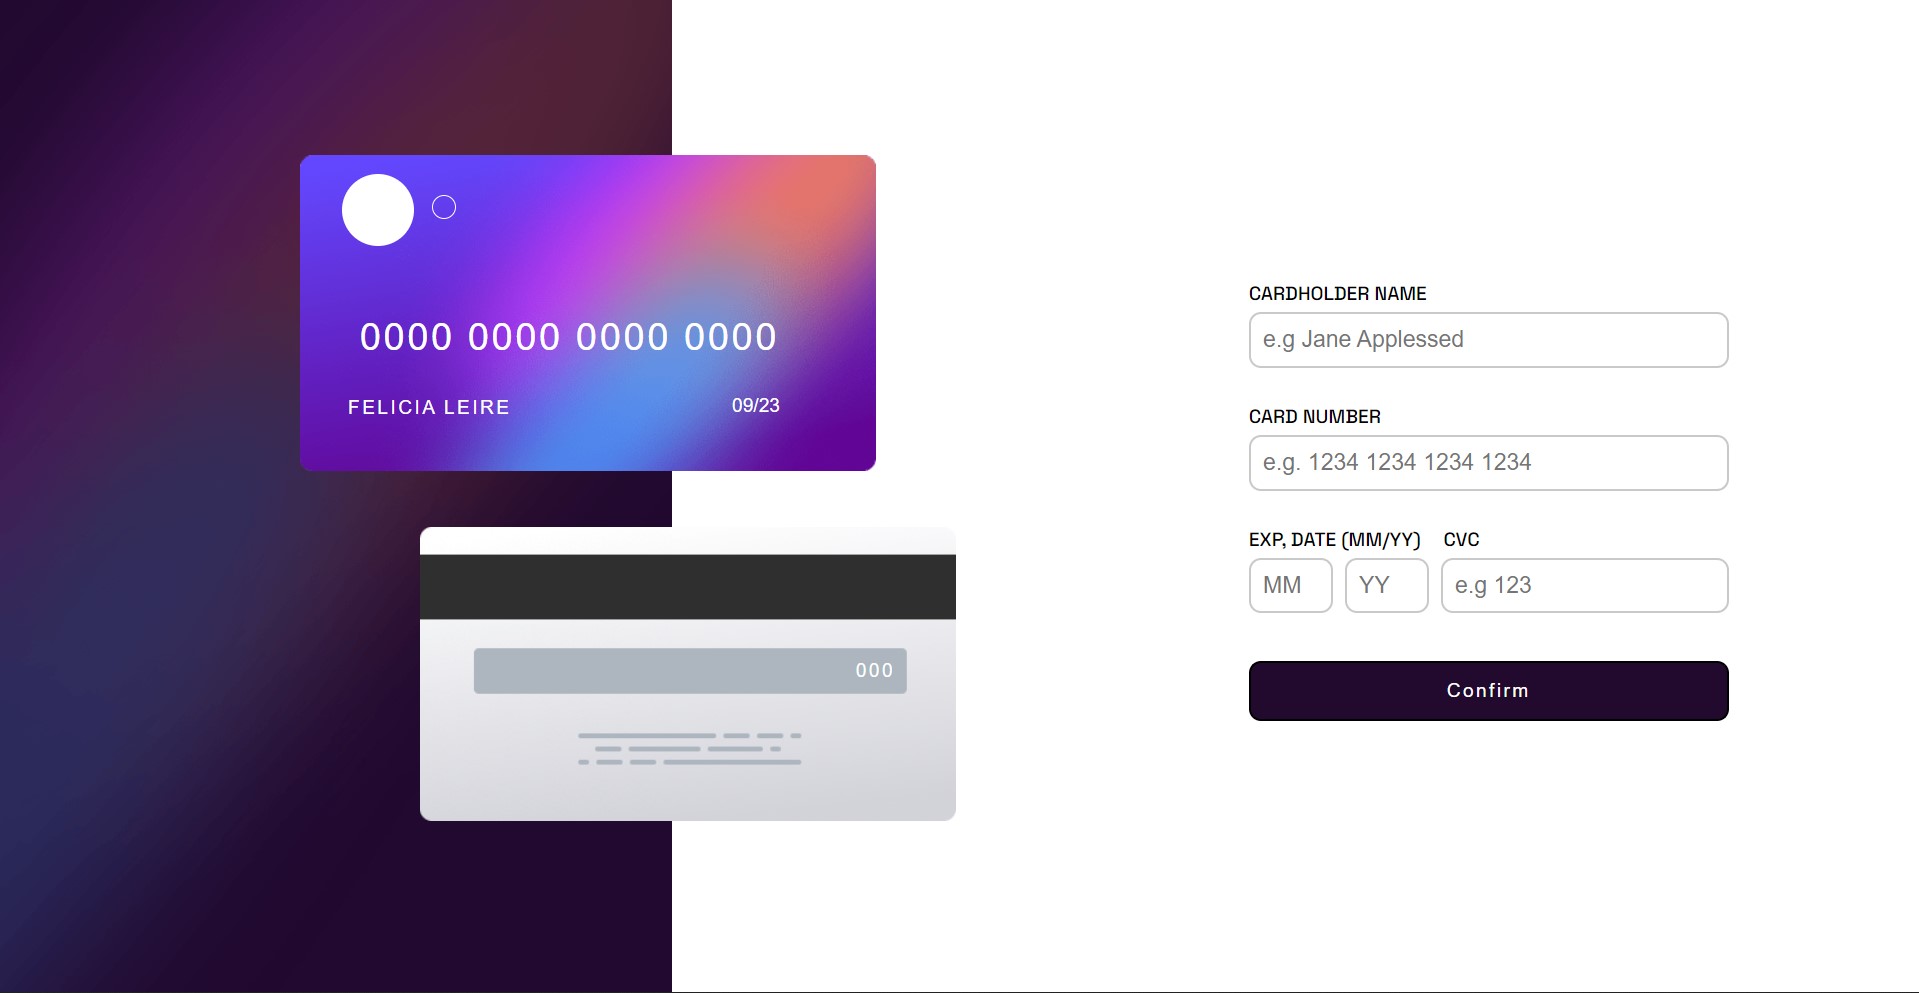 0000 0000 0000 0000
FELICIA LEIRE 09/23
000
CARDHOLDER NAME
e.g Jane Applessed
CARD NUMBER
e.g. 1234 1234 1234 1234
EXP, DATE (MM/YY) CVC
MM YY e.g 123
Confirm